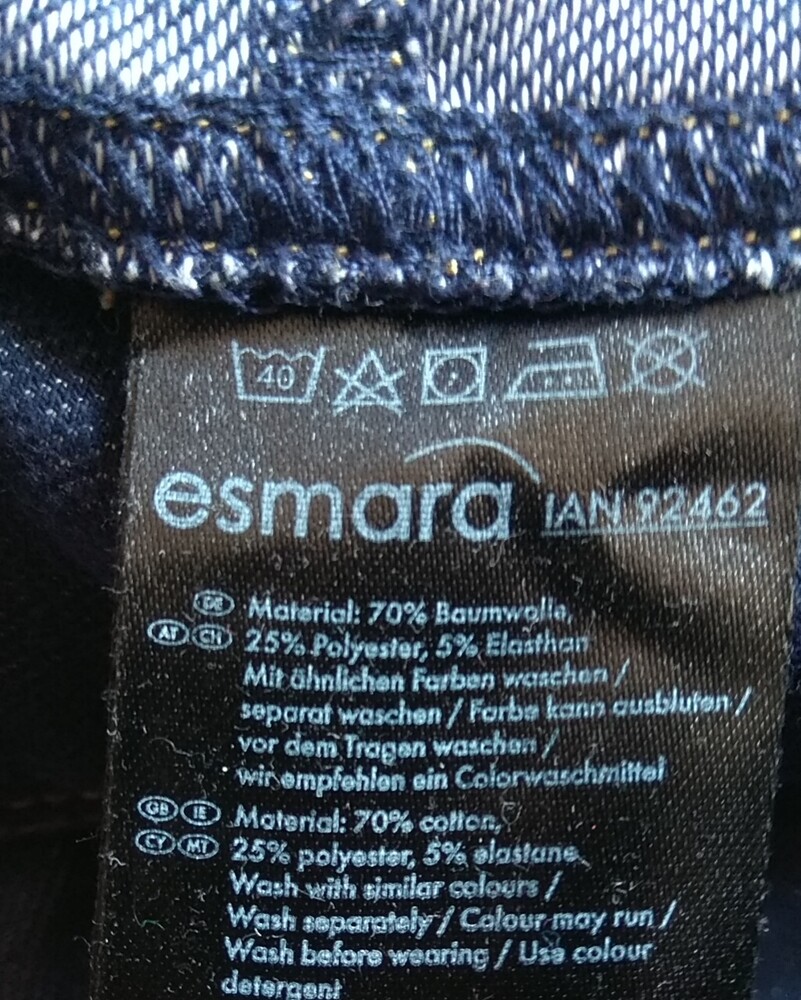 40
esmara IAN 92462
DE Material: 70% Baumwolle,
AT CH 25% Polyester, 5% Elasthan
Mit ähnlichen Farben waschen /
separat waschen / Farbe kann ausbluten /
vor dem Tragen waschen /
wir empfehlen ein Colorwaschmittel
GB IE Material: 70% cotton,
CY MT 25% polyester, 5% elastane
Wash with similar colours /
Wash separately / Colour may run /
Wash before wearing / Use colour
detergent